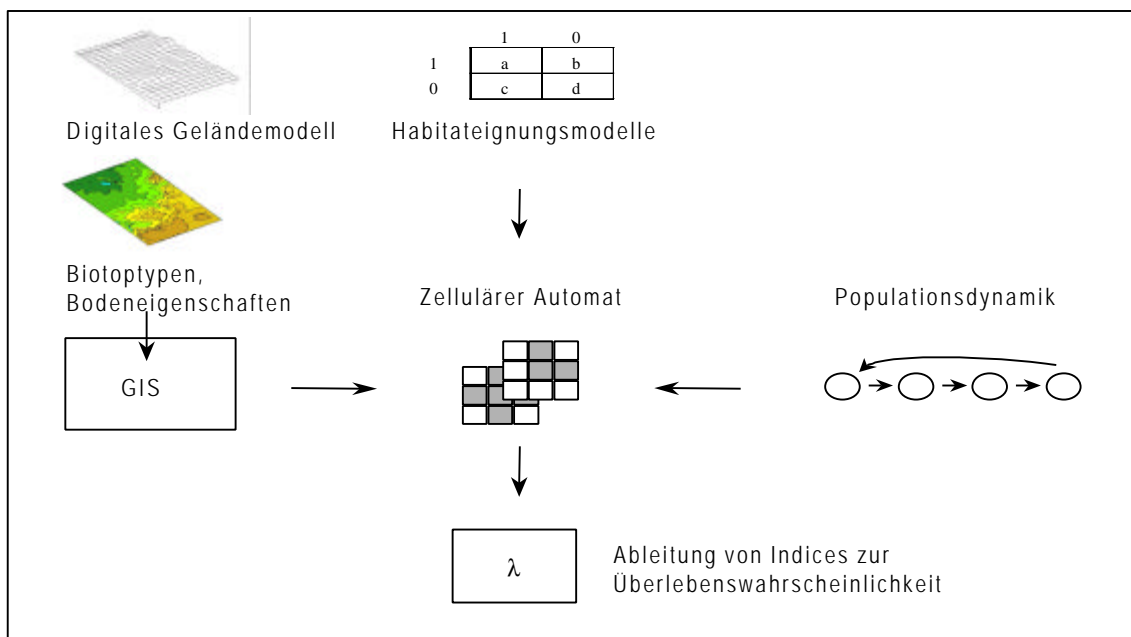 1 0
1 a b
0 c d
Digitales Geländemodell
Habitateignungsmodelle
Biotoptypen,
Bodeneigenschaften
Zellulärer Automat
Populationsdynamik
GIS
λ
Ableitung von Indices zur
Überlebenswahrscheinlichkeit